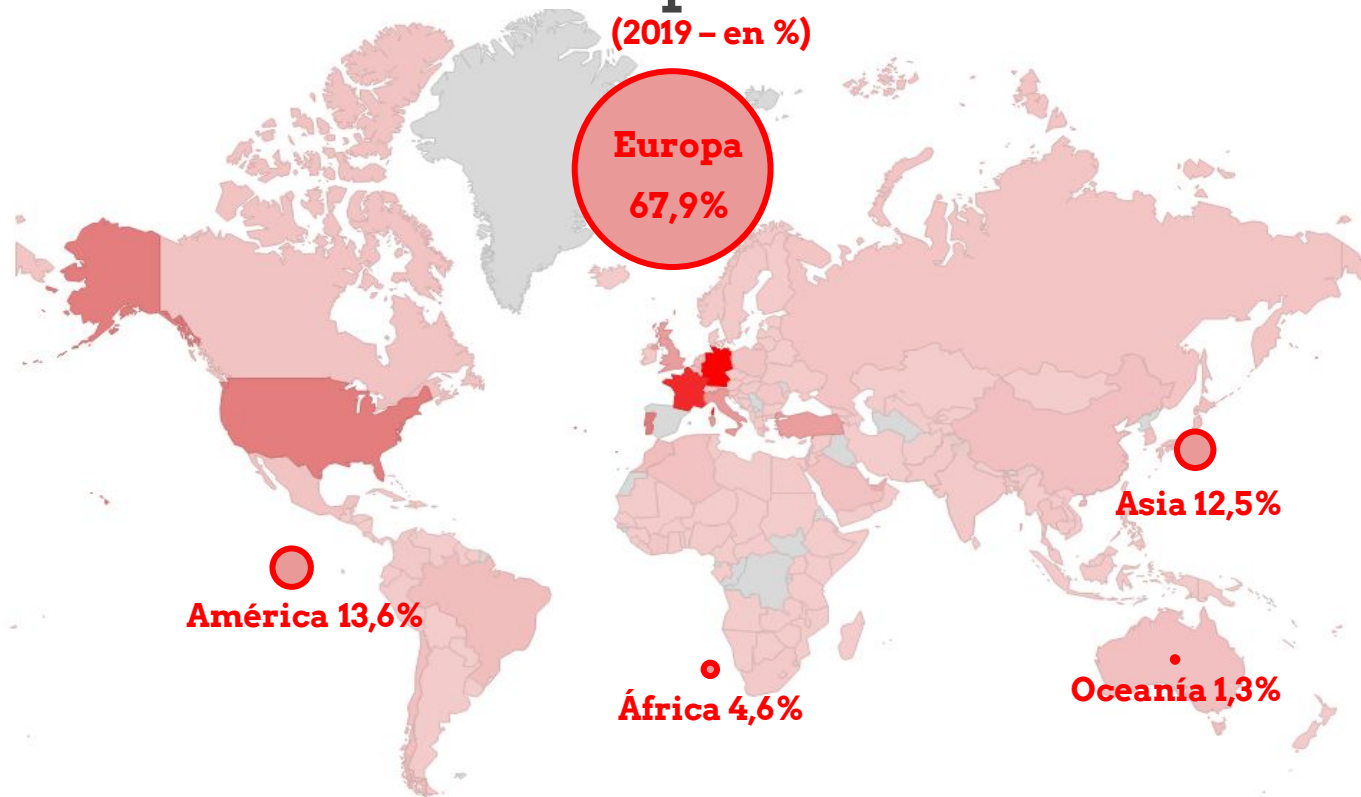 (2019 – en %)
Europa
67,9%
Asia 12,5%
América 13,6%
África 4,6%
Oceanía 1,3%